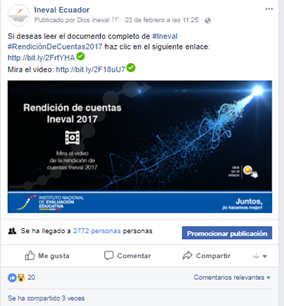 Ineval Ecuador
Publicado por Dios Ineval · 23 de febrero a las 11:25 ·
Si deseas leer el documento completo de #Ineval
#RendiciónDeCuentas2017 haz clic en el siguiente enlace:
http://bit.ly/2FrtYHA
Mira el video: http://bit.ly/2F18uU7
Rendición de cuentas
Ineval 2017
Mira el video
de la rendición
de cuentas
Ineval 2017
INSTITUTO NACIONAL
DE EVALUACIÓN
EDUCATIVA
Juntos,
¡lo hacemos mejor!
Se ha llegado a 2772 personas personas
Promocionar publicación
Me gusta
Comentar
Compartir
20
Comentarios relevantes
Se ha compartido 3 veces